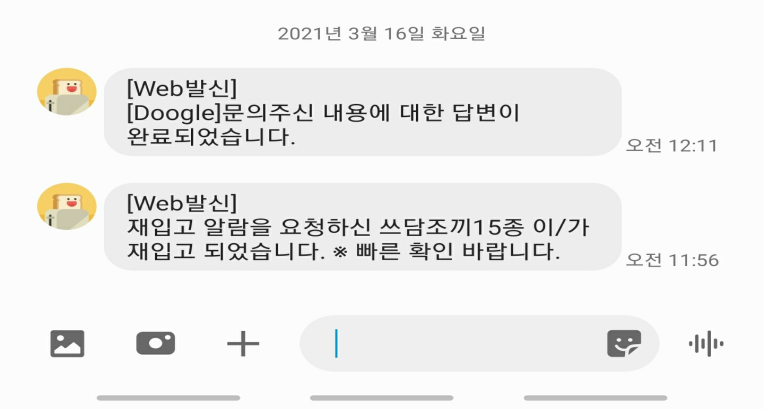 2021년 3월 16일 화요일
[Web발신]
[Doogle]문의주신 내용에 대한 답변이
완료되었습니다.
오전 12:11
[Web발신]
재입고 알람을 요청하신 쓰담조끼15종 이/가
재입고 되었습니다. ※ 빠른 확인 바랍니다.
오전 11:56